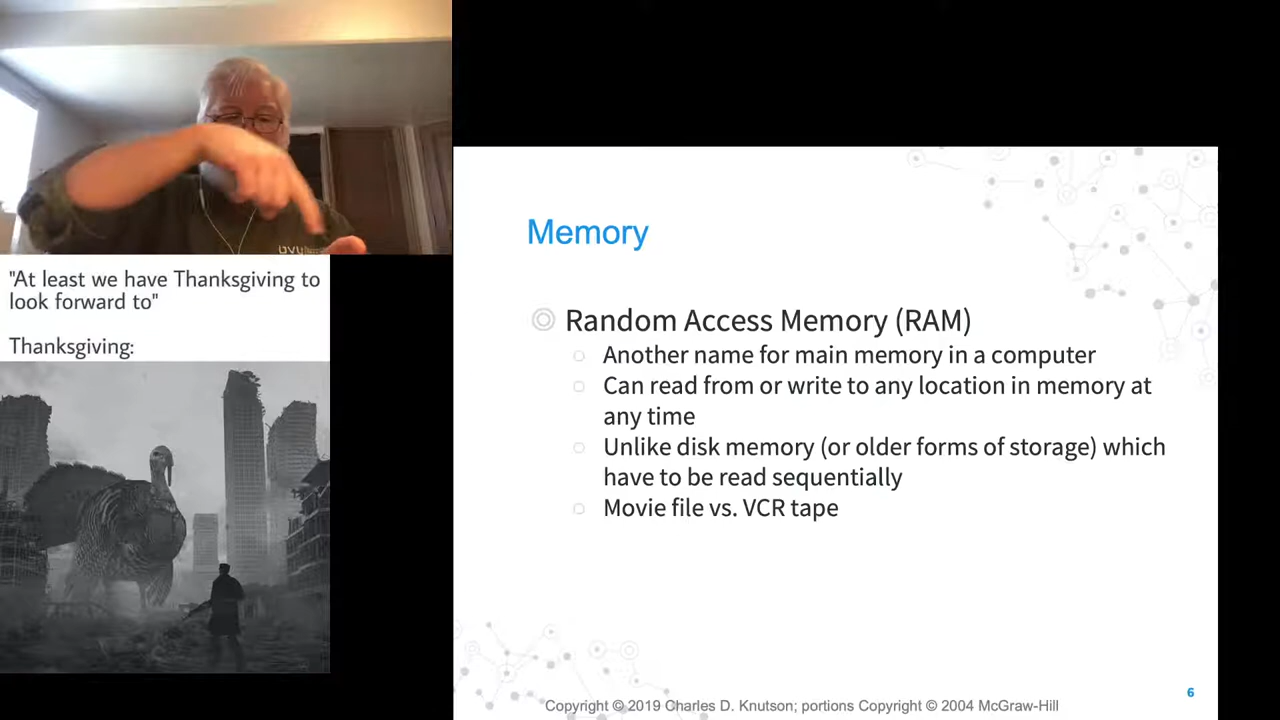 UVU
"At least we have Thanksgiving to
look forward to"
Thanksgiving:
Memory
Random Access Memory (RAM)
Another name for main memory in a computer
Can read from or write to any location in memory at
any time
Unlike disk memory (or older forms of storage) which
have to be read sequentially
Movie file vs. VCR tape
Copyright © 2019 Charles D. Knutson; portions Copyright © 2004 McGraw-Hill
6